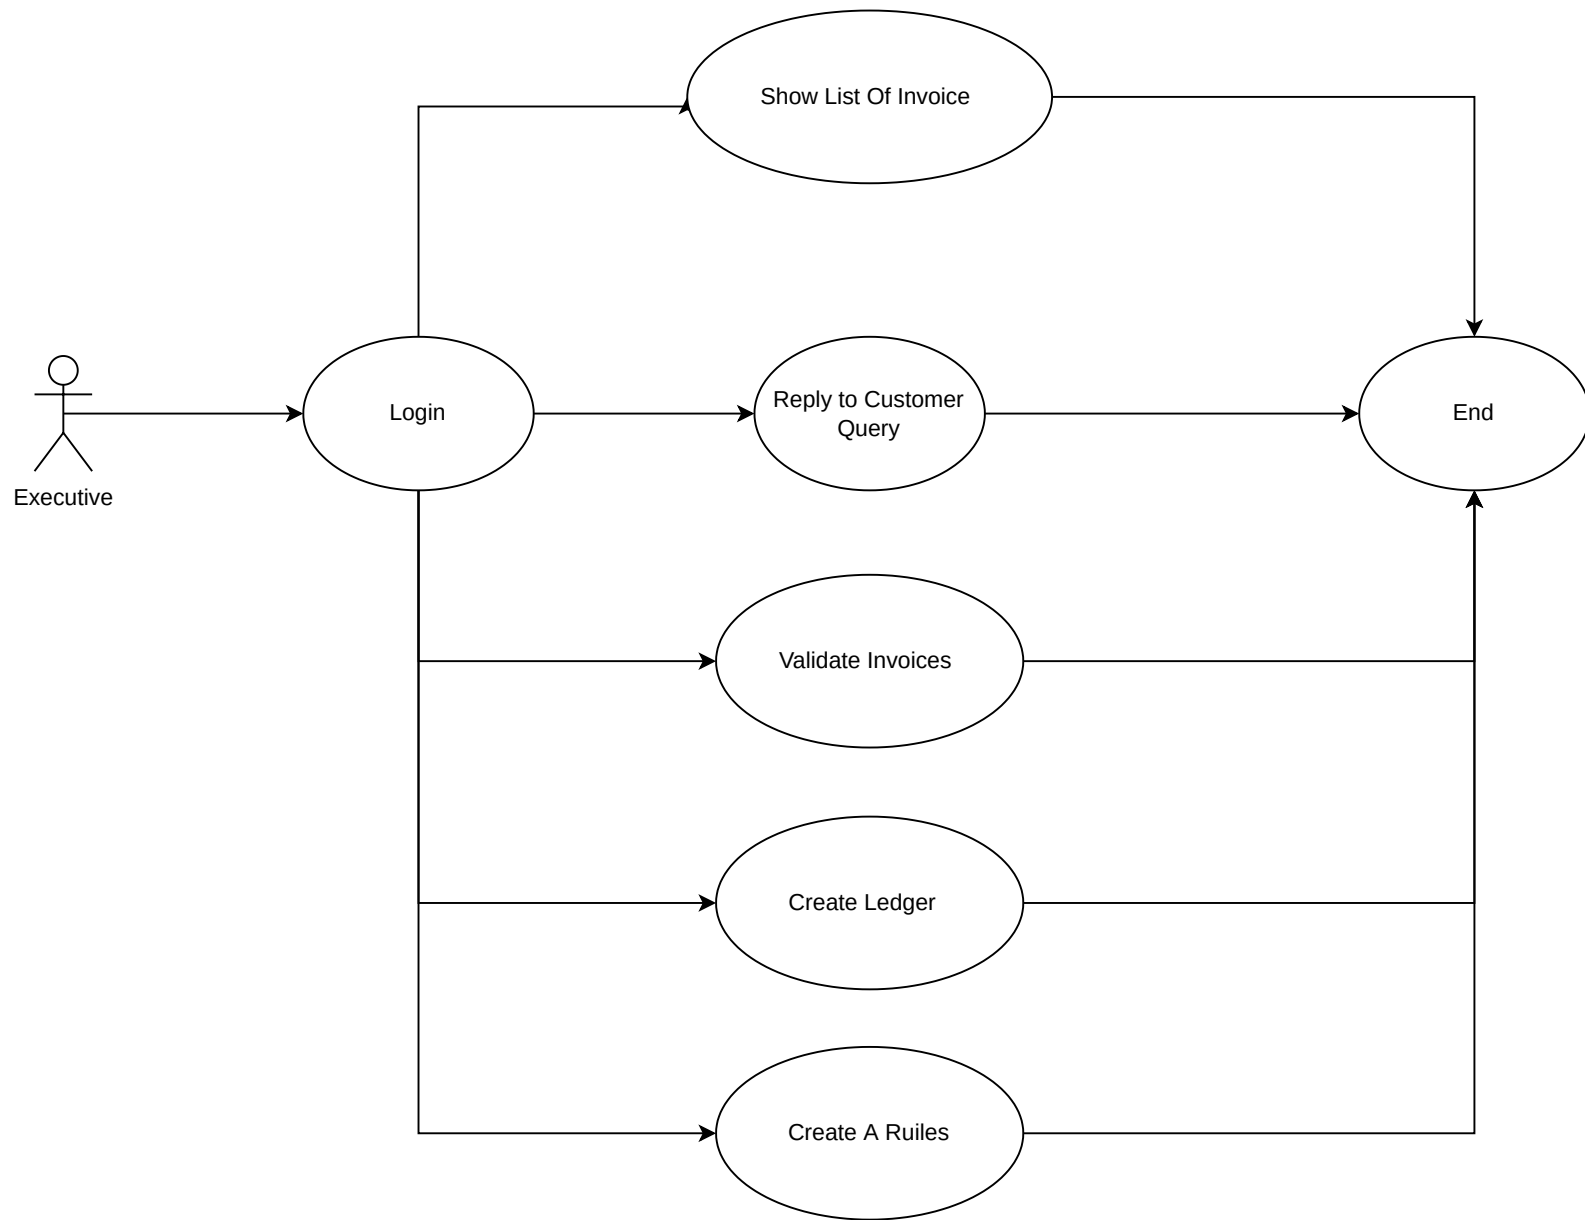 Show List Of Invoice
Executive
Login
Reply to Customer
Query
End
Validate Invoices
Create Ledger
Create A Ruiles